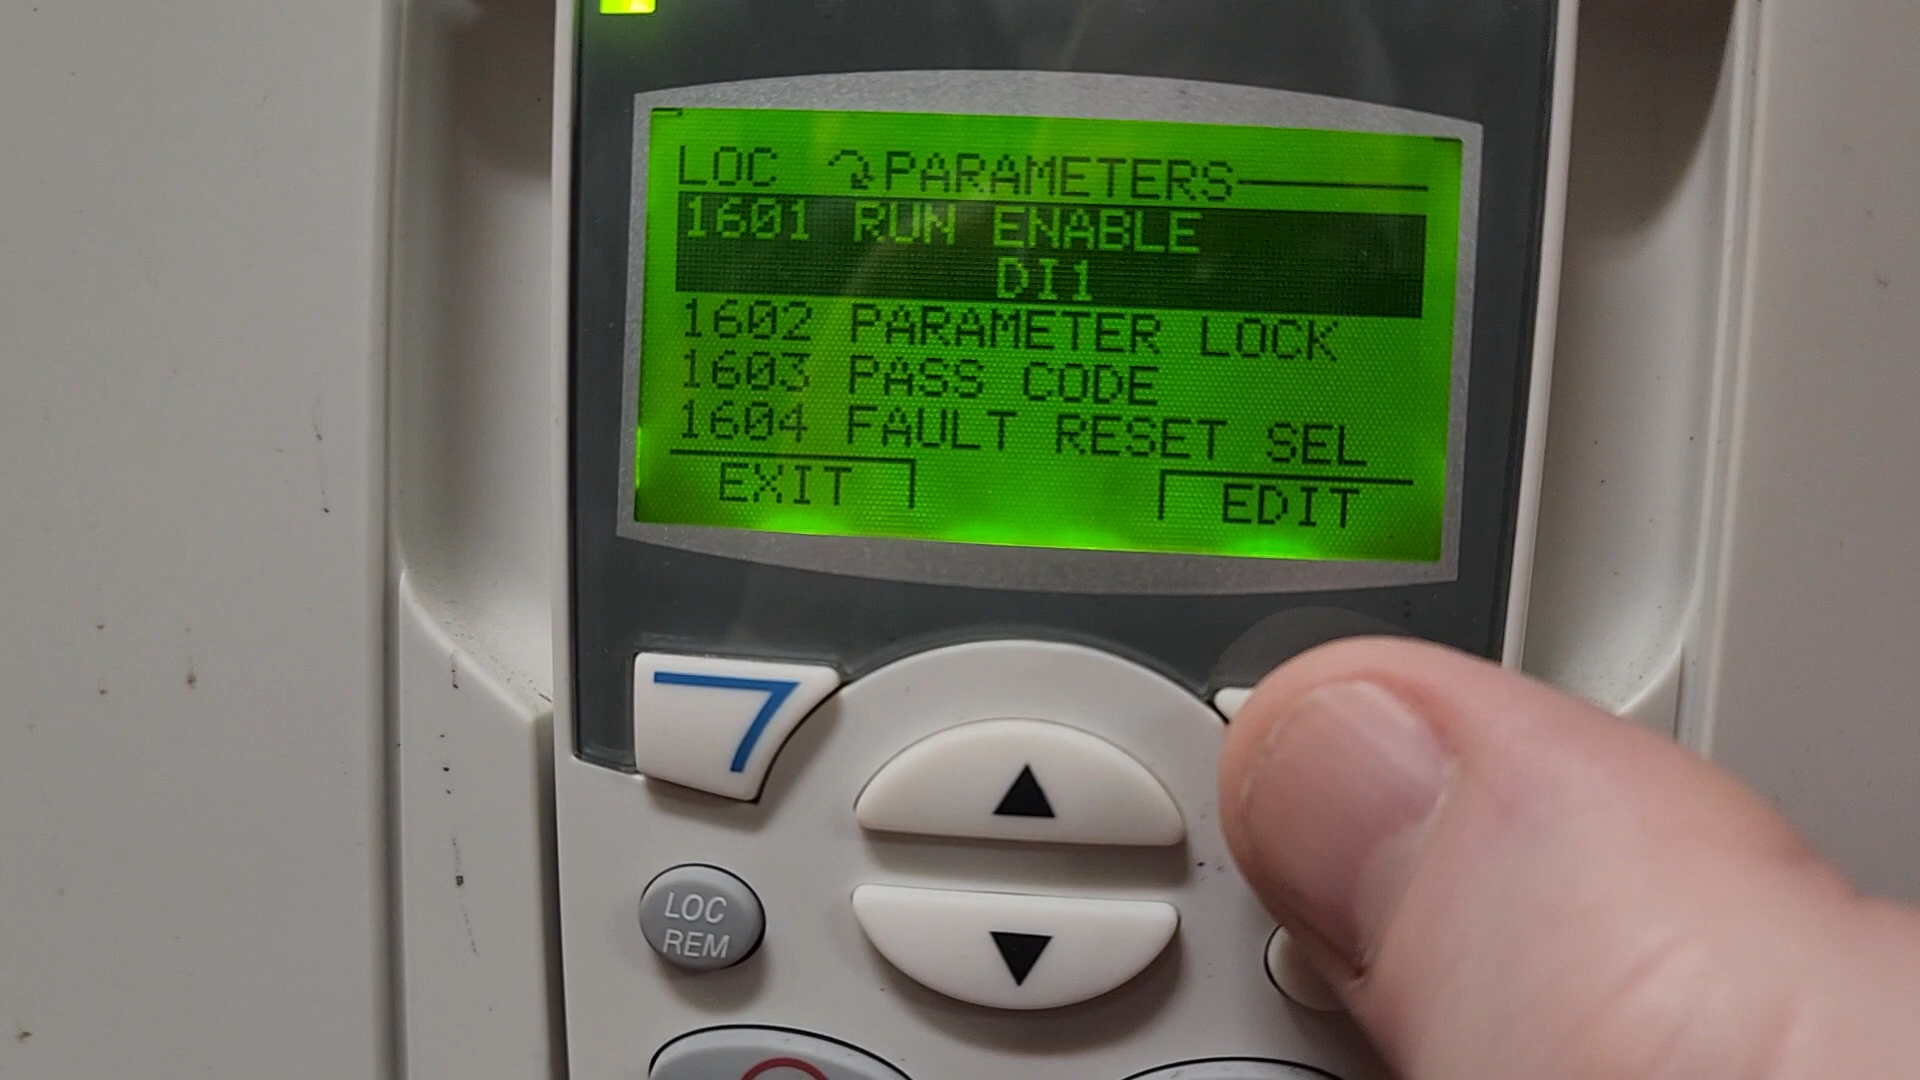 LOC PARAMETERS
1601 RUN ENABLE
DI1
1602 PARAMETER LOCK
1603 PASS CODE
1604 FAULT RESET SEL
EXIT EDIT
LOC
REM